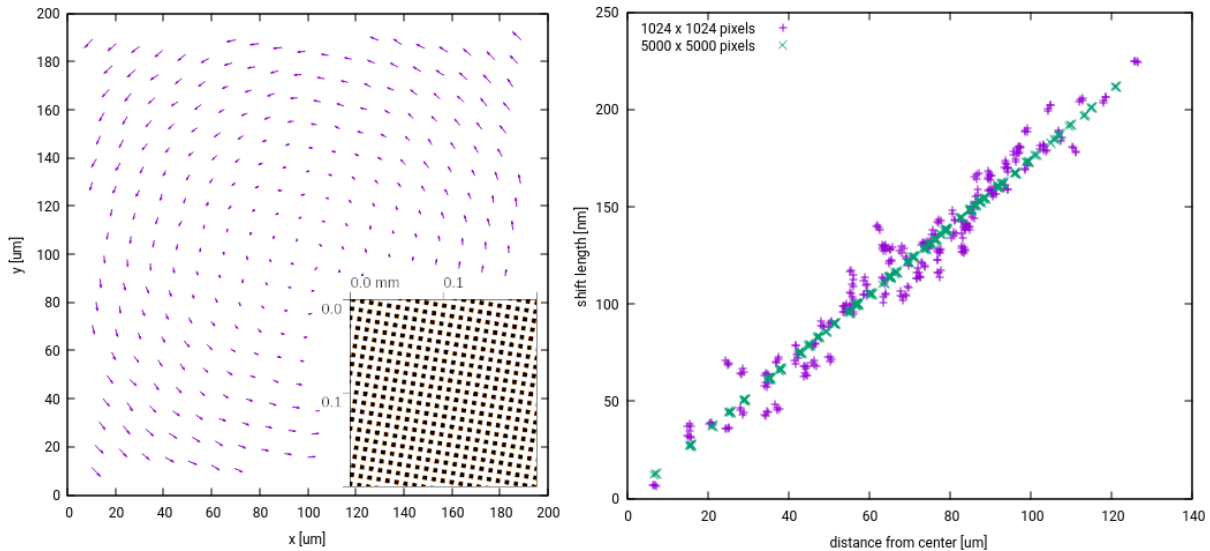 200
180
160
140
120
100
80
60
40
20
0
y [um]
0 20 40 60 80 100 120 140 160 180 200
x [um]
0.0 mm 0.1
0.0
0.1
250
200
150
100
50
0
shift length [nm]
1024 x 1024 pixels
5000 x 5000 pixels
0 20 40 60 80 100 120 140
distance from center [um]